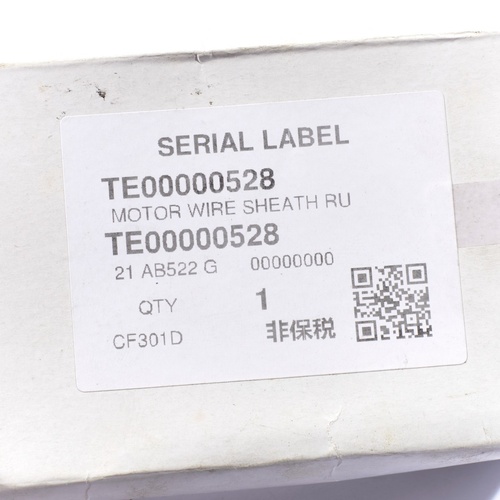 SERIAL LABEL
TE00000528
MOTOR WIRE SHEATH RU
TE00000528
21 AB522 G 00000000
QTY 1
CF301D 非保税